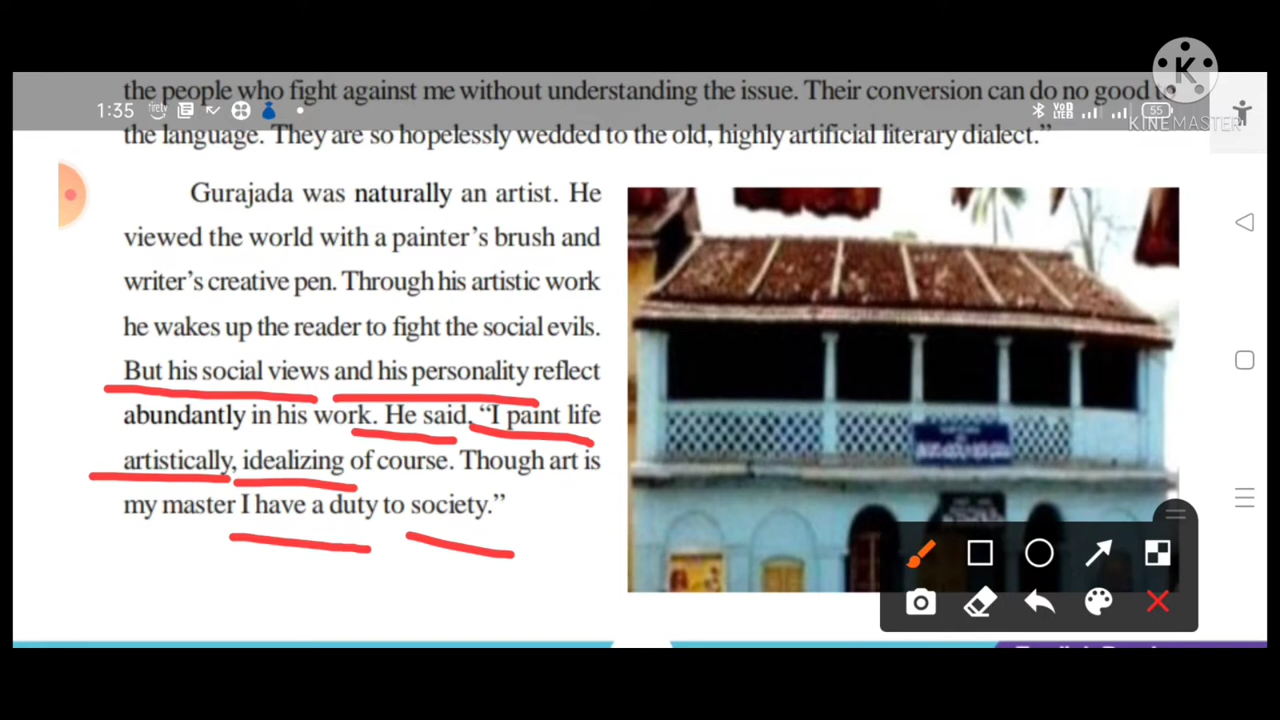 the people who fight against me without understanding the issue. Their conversion can do no good to
1:35
firetv
VoD
LTE2
55
KINEMASTER
the language. They are so hopelessly wedded to the old, highly artificial literary dialect.”
Gurajada was naturally an artist. He
viewed the world with a painter’s brush and
writer’s creative pen. Through his artistic work
he wakes up the reader to fight the social evils.
But his social views and his personality reflect
abundantly in his work. He said, “I paint life
artistically, idealizing of course. Though art is
my master I have a duty to society.”